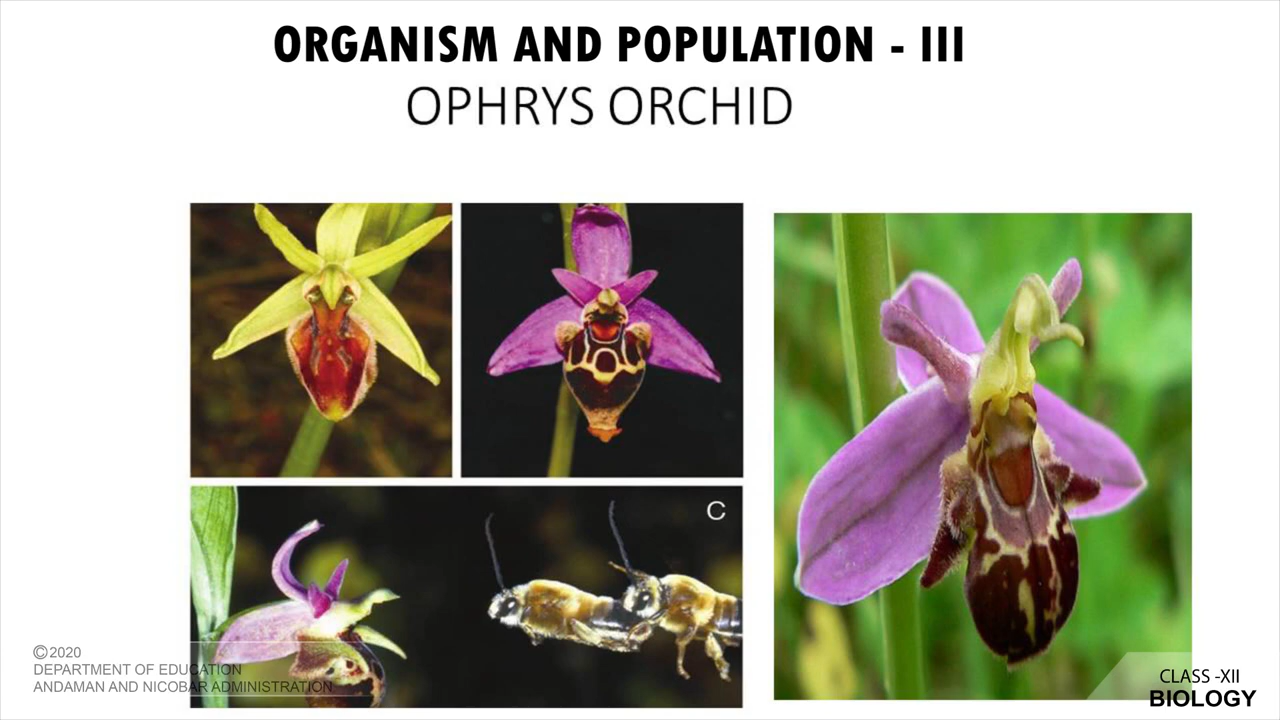 ORGANISM AND POPULATION - III
OPHRYS ORCHID
C
©2020
DEPARTMENT OF EDUCATION
ANDAMAN AND NICOBAR ADMINISTRATION
CLASS -XII
BIOLOGY